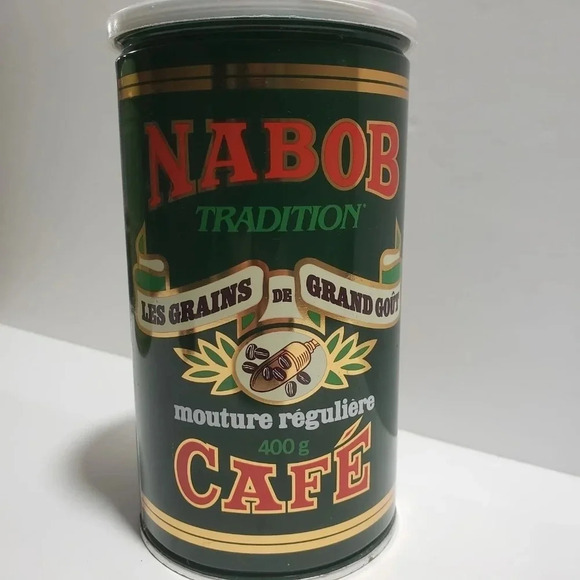 NABOB
TRADITION
LES GRAINS DE GRAND GOÛT
mouture régulière
400 g
CAFÉ